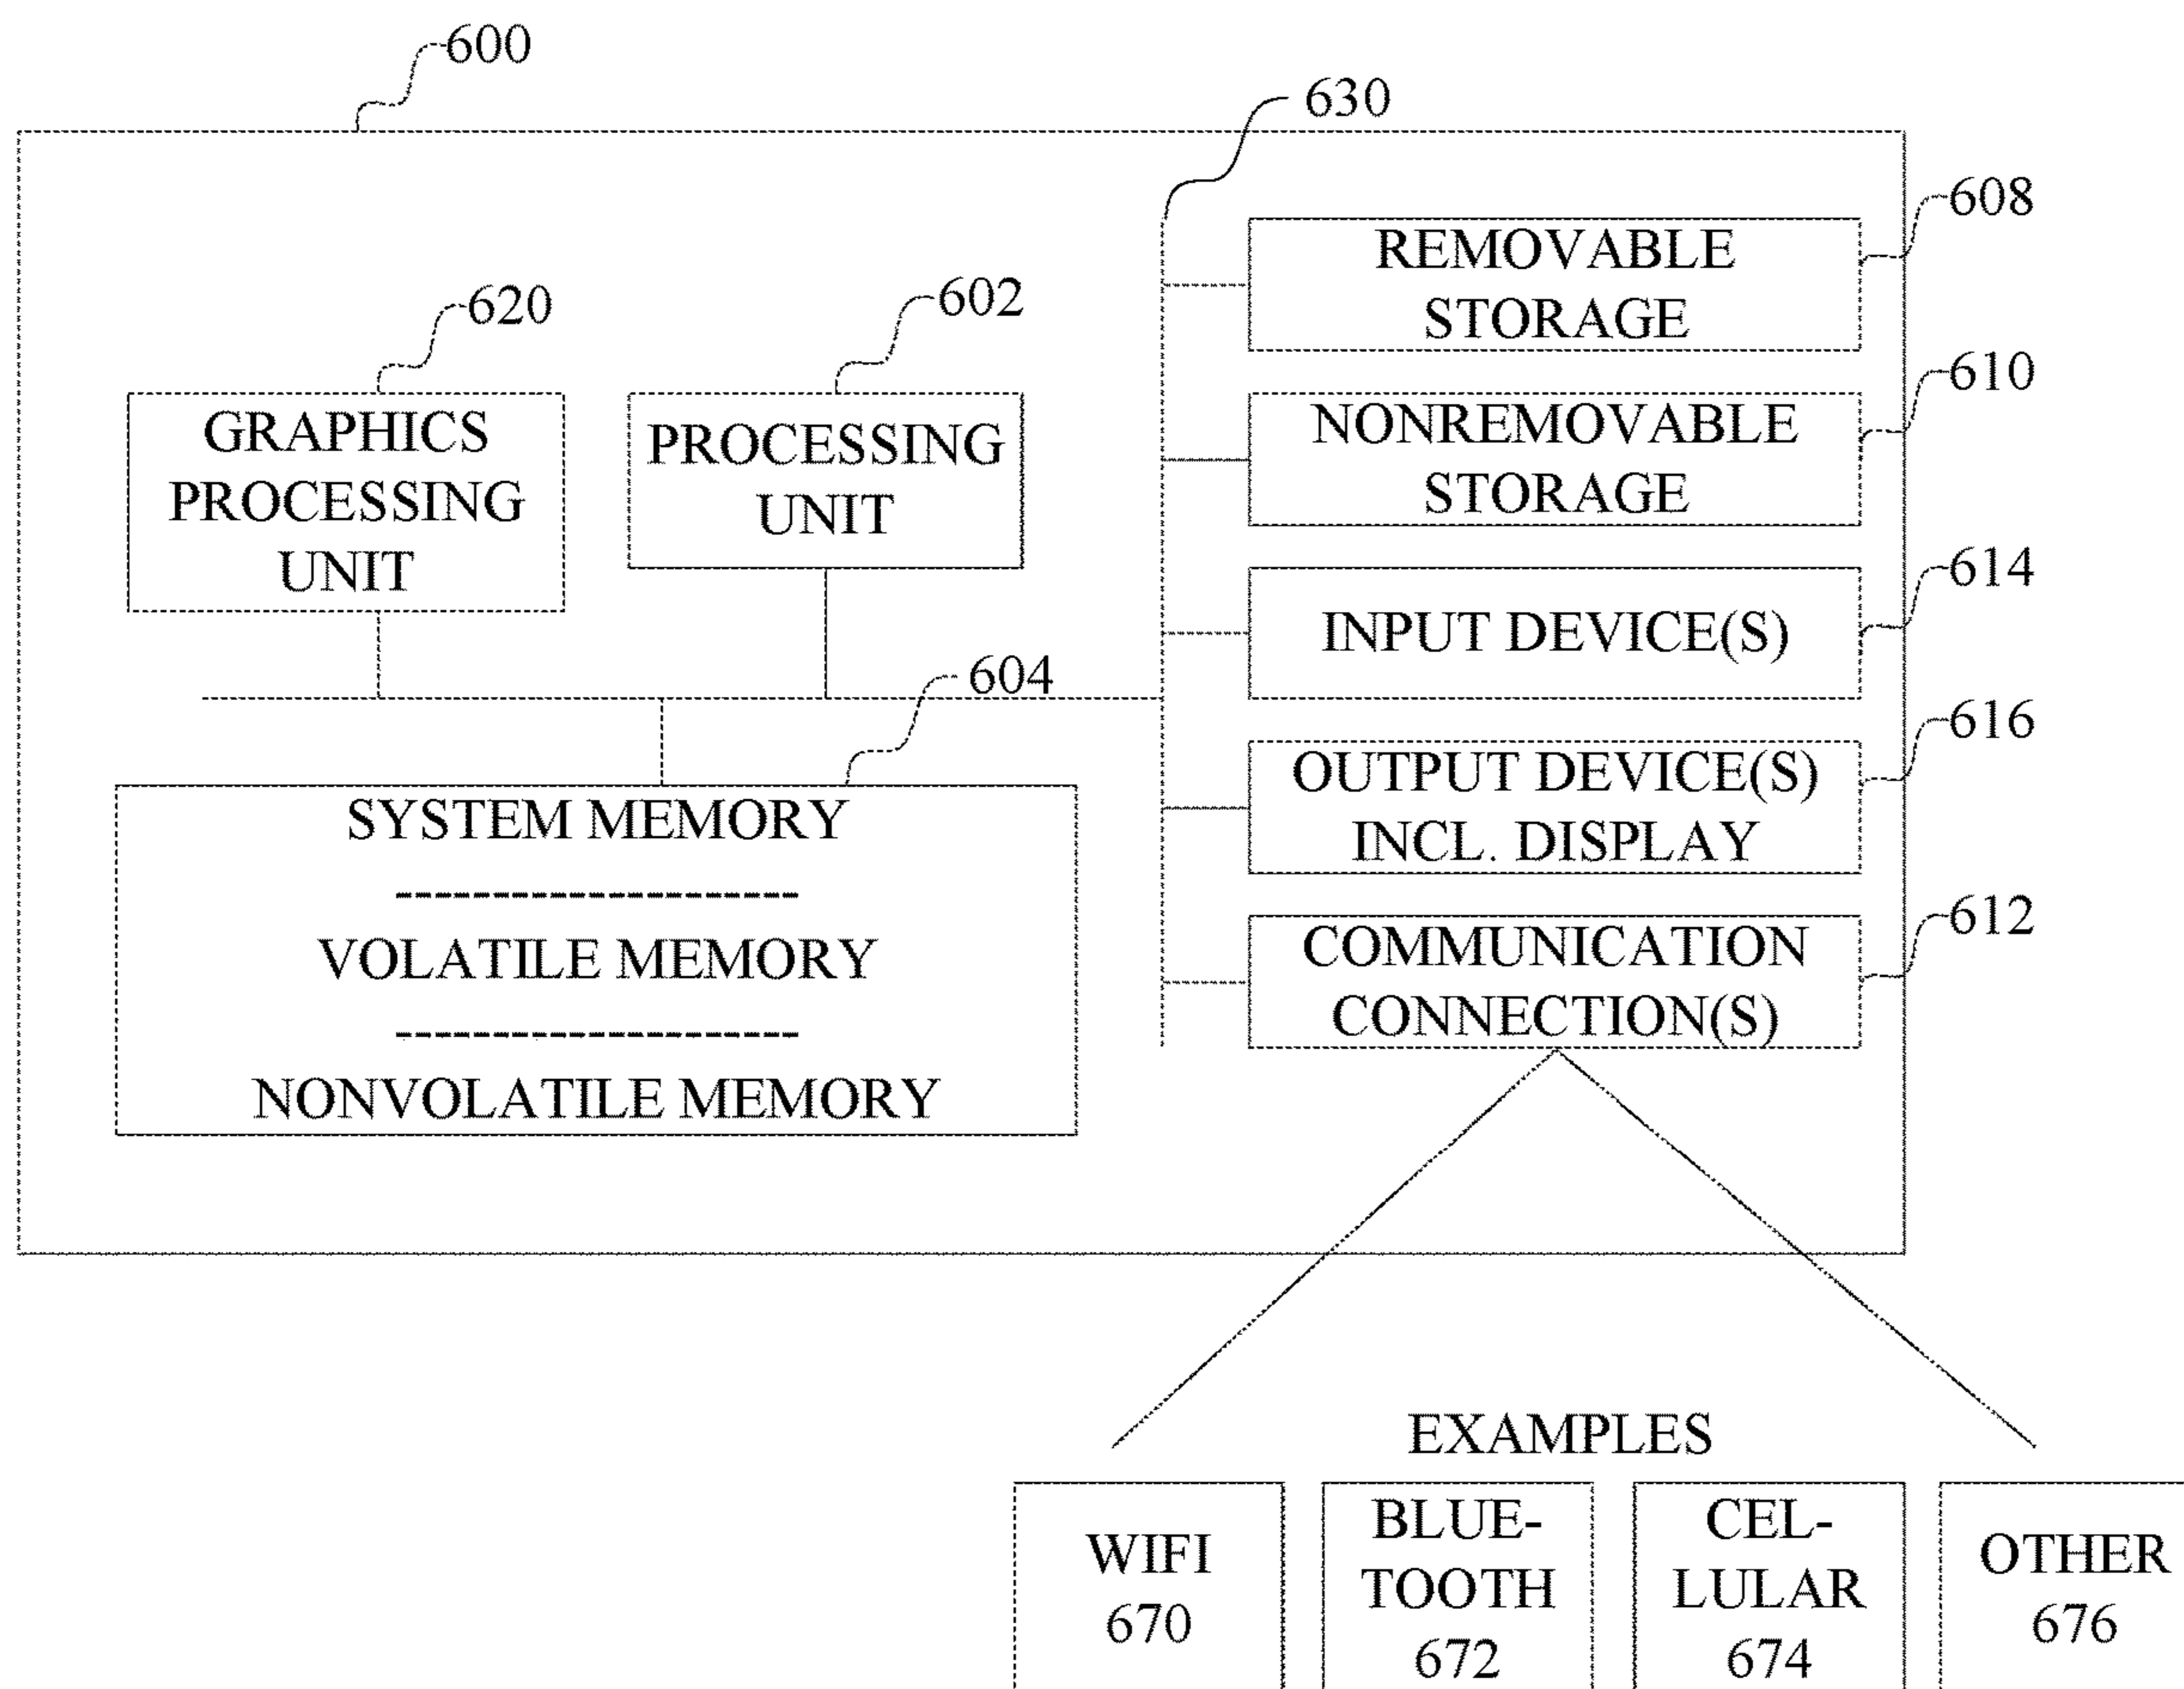 600
630
608
REMOVABLE
STORAGE
620
602
610
GRAPHICS
PROCESSING
UNIT
PROCESSING
UNIT
NONREMOVABLE
STORAGE
614
INPUT DEVICE(S)
604
616
OUTPUT DEVICE(S)
INCL. DISPLAY
SYSTEM MEMORY
VOLATILE MEMORY
NONVOLATILE MEMORY
612
COMMUNICATION
CONNECTION(S)
EXAMPLES
WIFI
670
BLUE-
TOOTH
672
CEL-
LULAR
674
OTHER
676